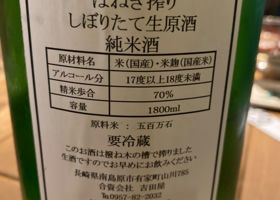 はねぎ搾り
しぼりたて生原酒
純米酒
原材料名 米(国産)・米麹(国産米)
アルコール分 17度以上18度未満
精米歩合 70%
容量 1800ml
原料米 : 五百万石
要冷蔵
このお酒は撥ね木の槽で搾りました
生酒ですのでお早めにお飲みください
長崎県南島原市有家町山川785
合資会社 吉田屋
Tel 0957-82-2032